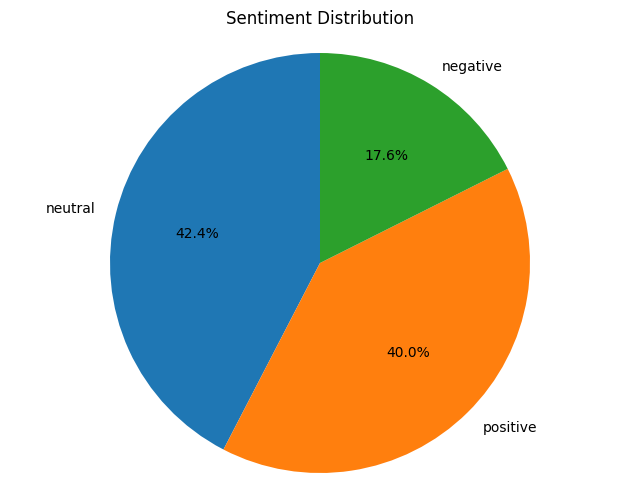 Sentiment Distribution
negative
17.6%
neutral
42.4%
40.0%
positive